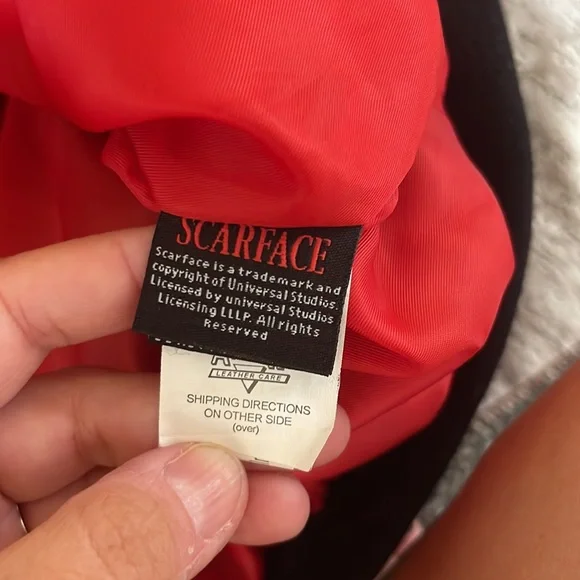 SCARFACE
Scarface is a trademark and
copyright of Universal Studios.
Licensed by universal Studios
Licensing LLLP. All rights
Reserved
LEATHER CARE
SHIPPING DIRECTIONS
ON OTHER SIDE
(over)